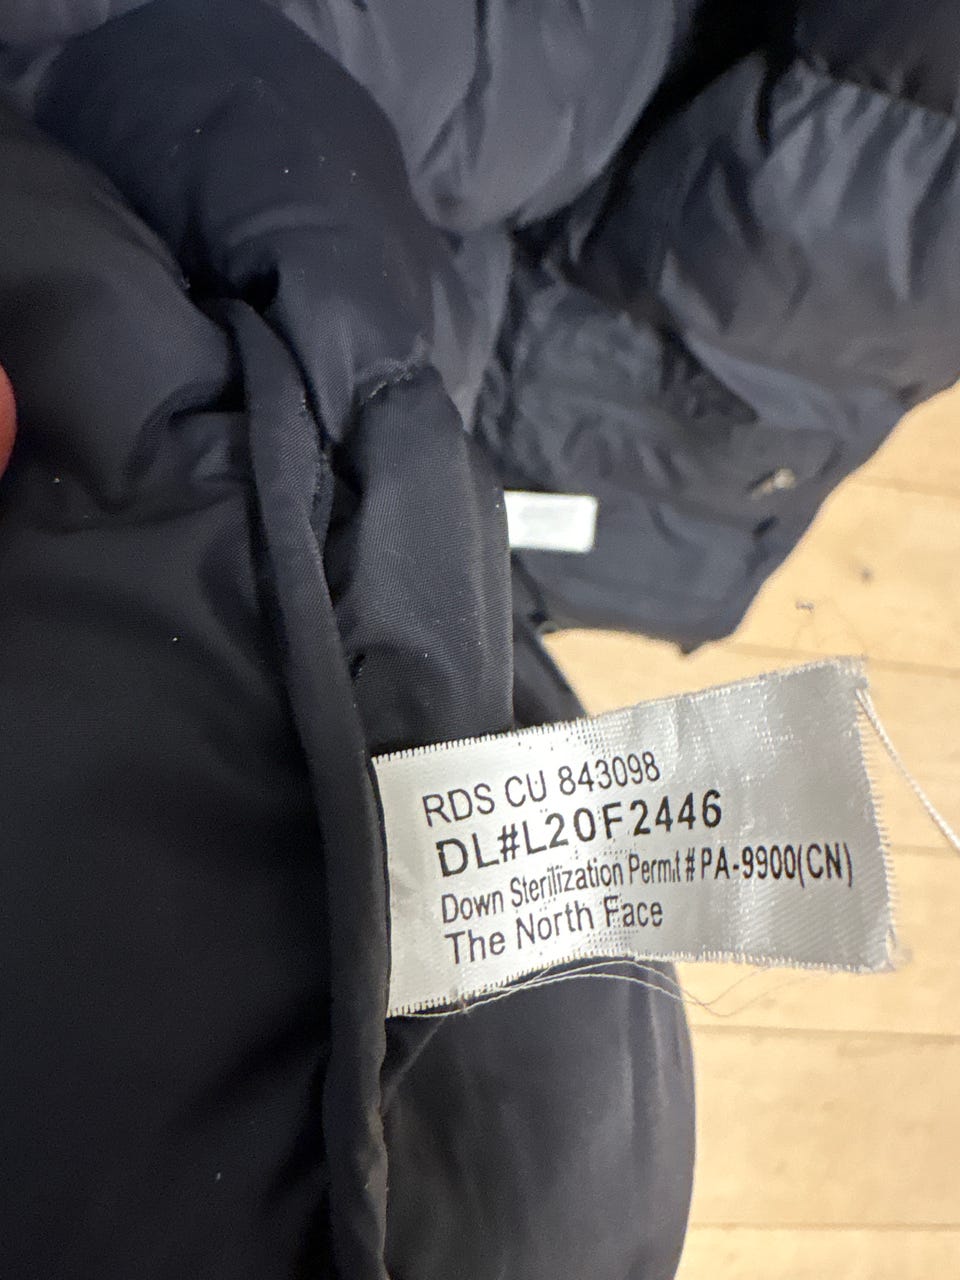 RDS CU 843098
DL#L20F2446
Down Sterilization Permit # PA-9900(CN)
The North Face